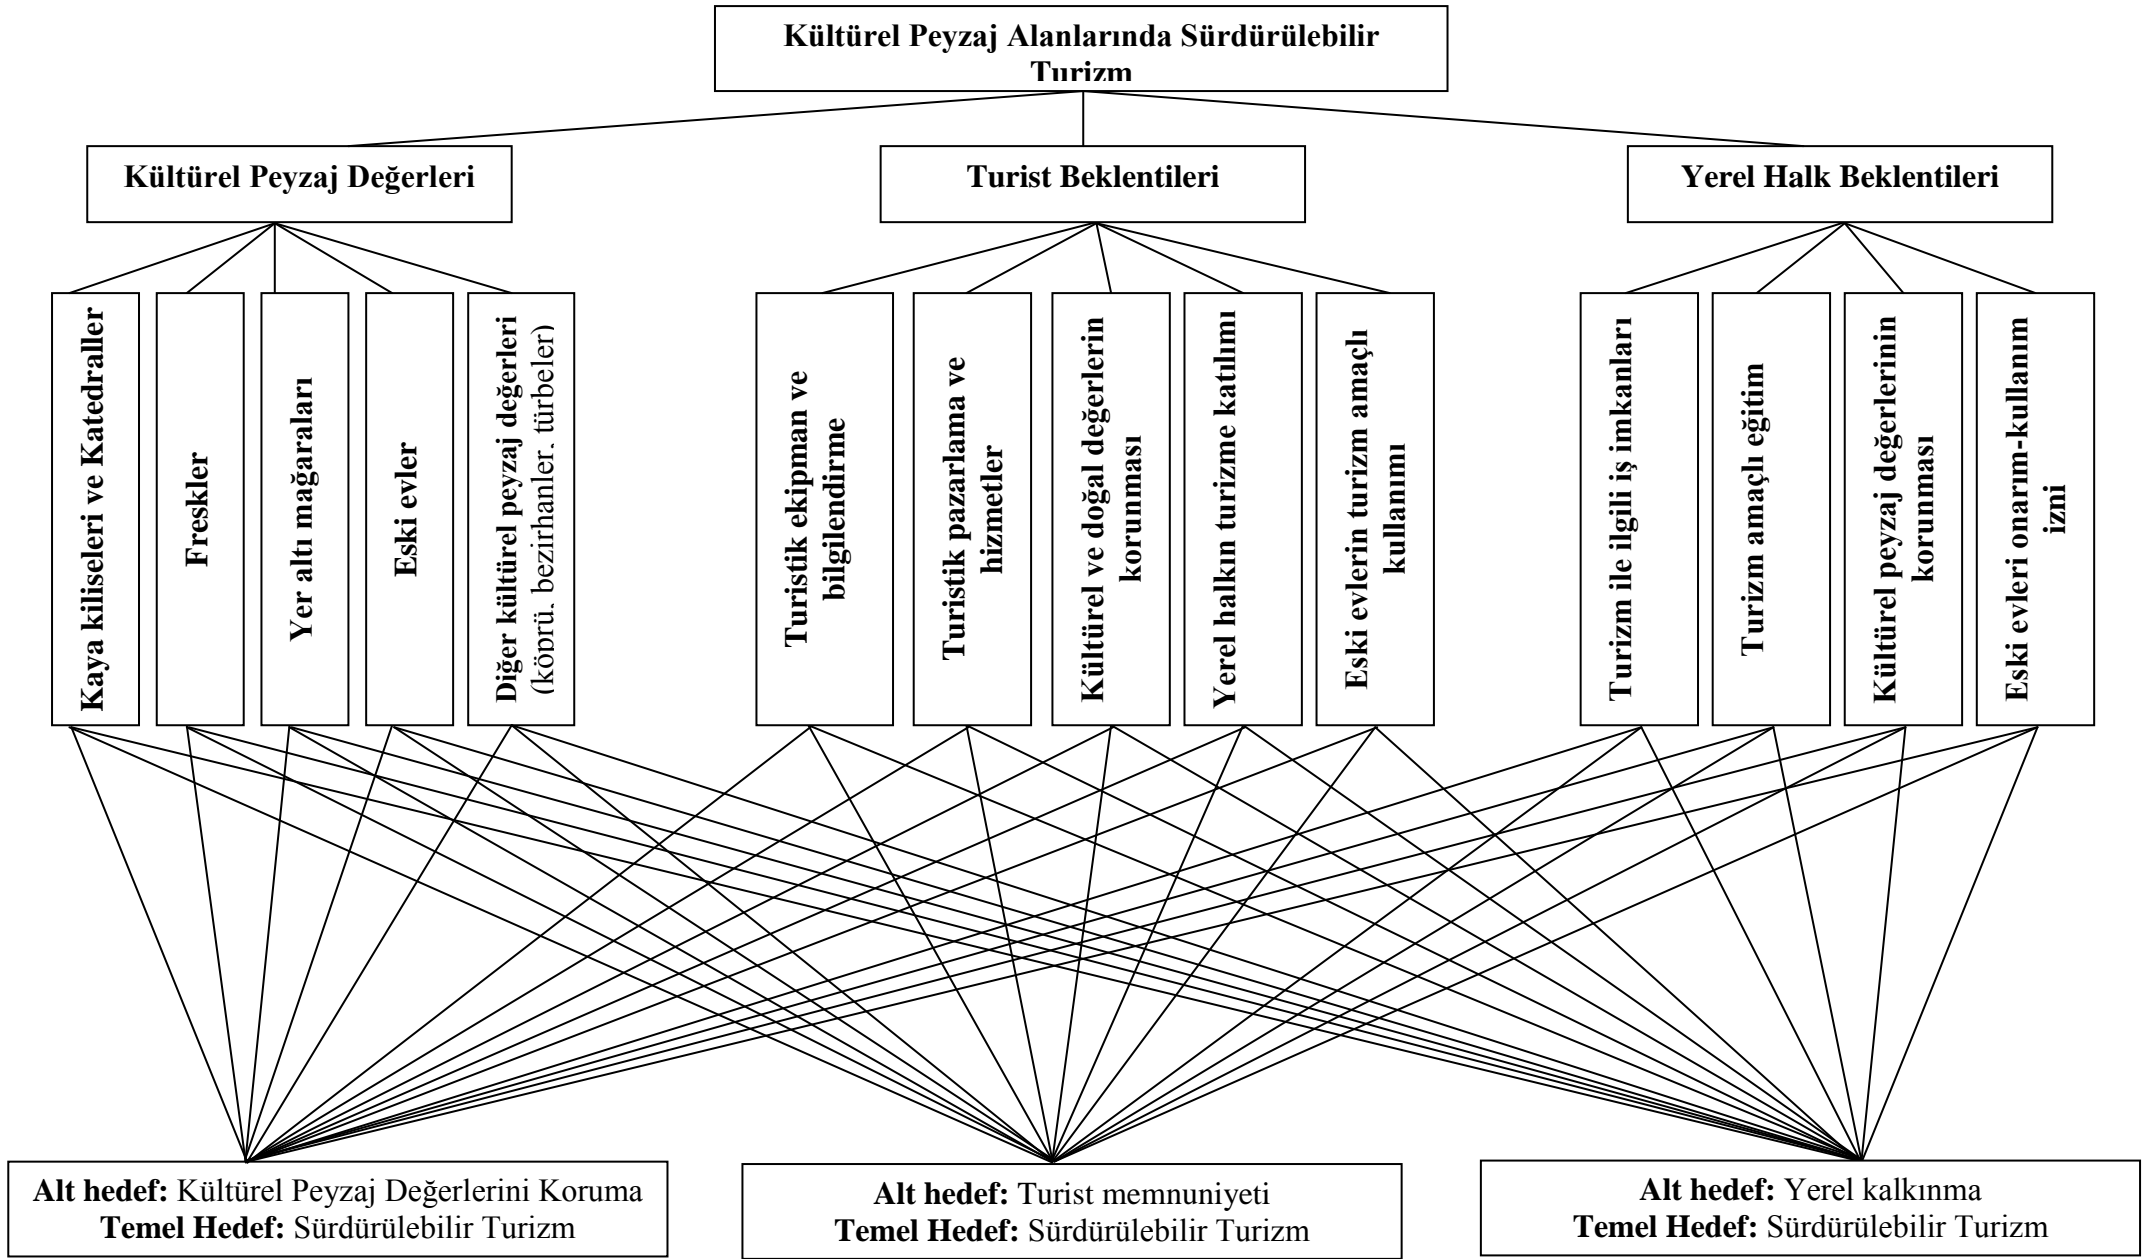 Kültürel Peyzaj Alanlarında Sürdürülebilir
Turizm
Kültürel Peyzaj Değerleri
Turist Beklentileri
Yerel Halk Beklentileri
Kaya kiliseleri ve Katedraller
Freskler
Yer altı mağaraları
Eski evler
Diğer kültürel peyzaj değerleri
(köprü, bezirhanler, türbeler)
Turistik ekipman ve
bilgilendirme
Turistik pazarlama ve
hizmetler
Kültürel ve doğal değerlerin
koruması
Yerel halkın turizme katılımı
Eski evlerin turizm amaçlı
kullanımı
Turizm ile ilgili iş imkanları
Turizm amaçlı eğitim
Kültürel peyzaj değerlerinin
koruması
Eski evleri onarım-kullanım
izni
Alt hedef: Kültürel Peyzaj Değerlerini Koruma
Temel Hedef: Sürdürülebilir Turizm
Alt hedef: Turist memnuniyeti
Temel Hedef: Sürdürülebilir Turizm
Alt hedef: Yerel kalkınma
Temel Hedef: Sürdürülebilir Turizm